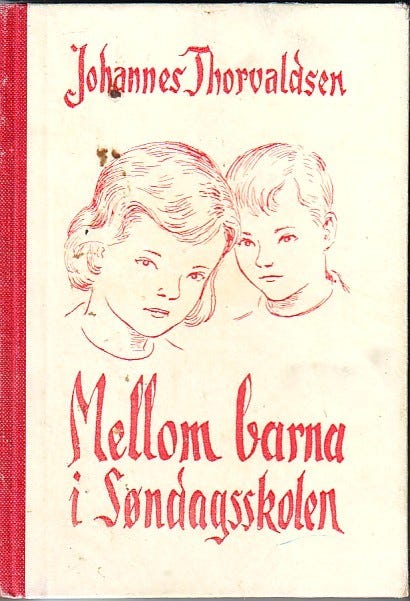 Johannes Thorvaldsen
Mellom barna
i Søndagsskolen